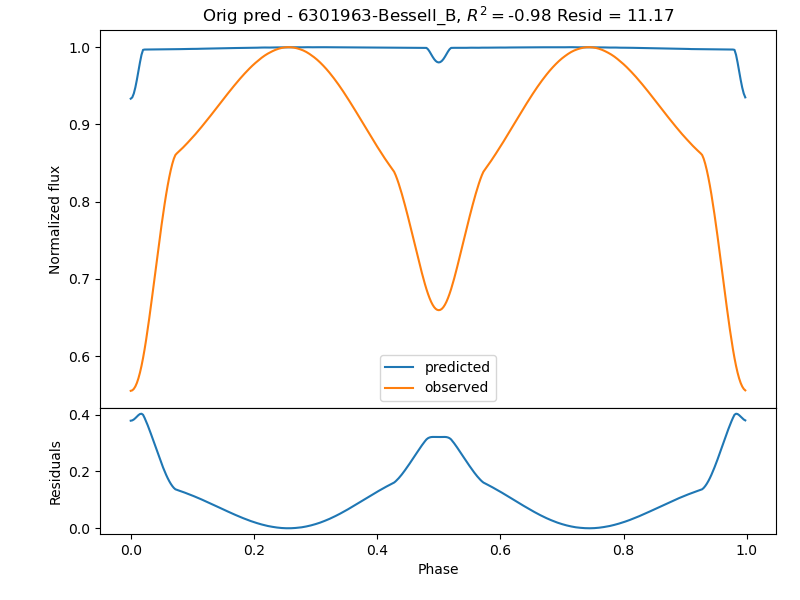 Orig pred - 6301963-Bessell_B, R² = -0.98 Resid = 11.17
Normalized flux
1.0
0.9
0.8
0.7
0.6
predicted
observed
Residuals
0.4
0.2
0.0
0.0 0.2 0.4 0.6 0.8 1.0
Phase